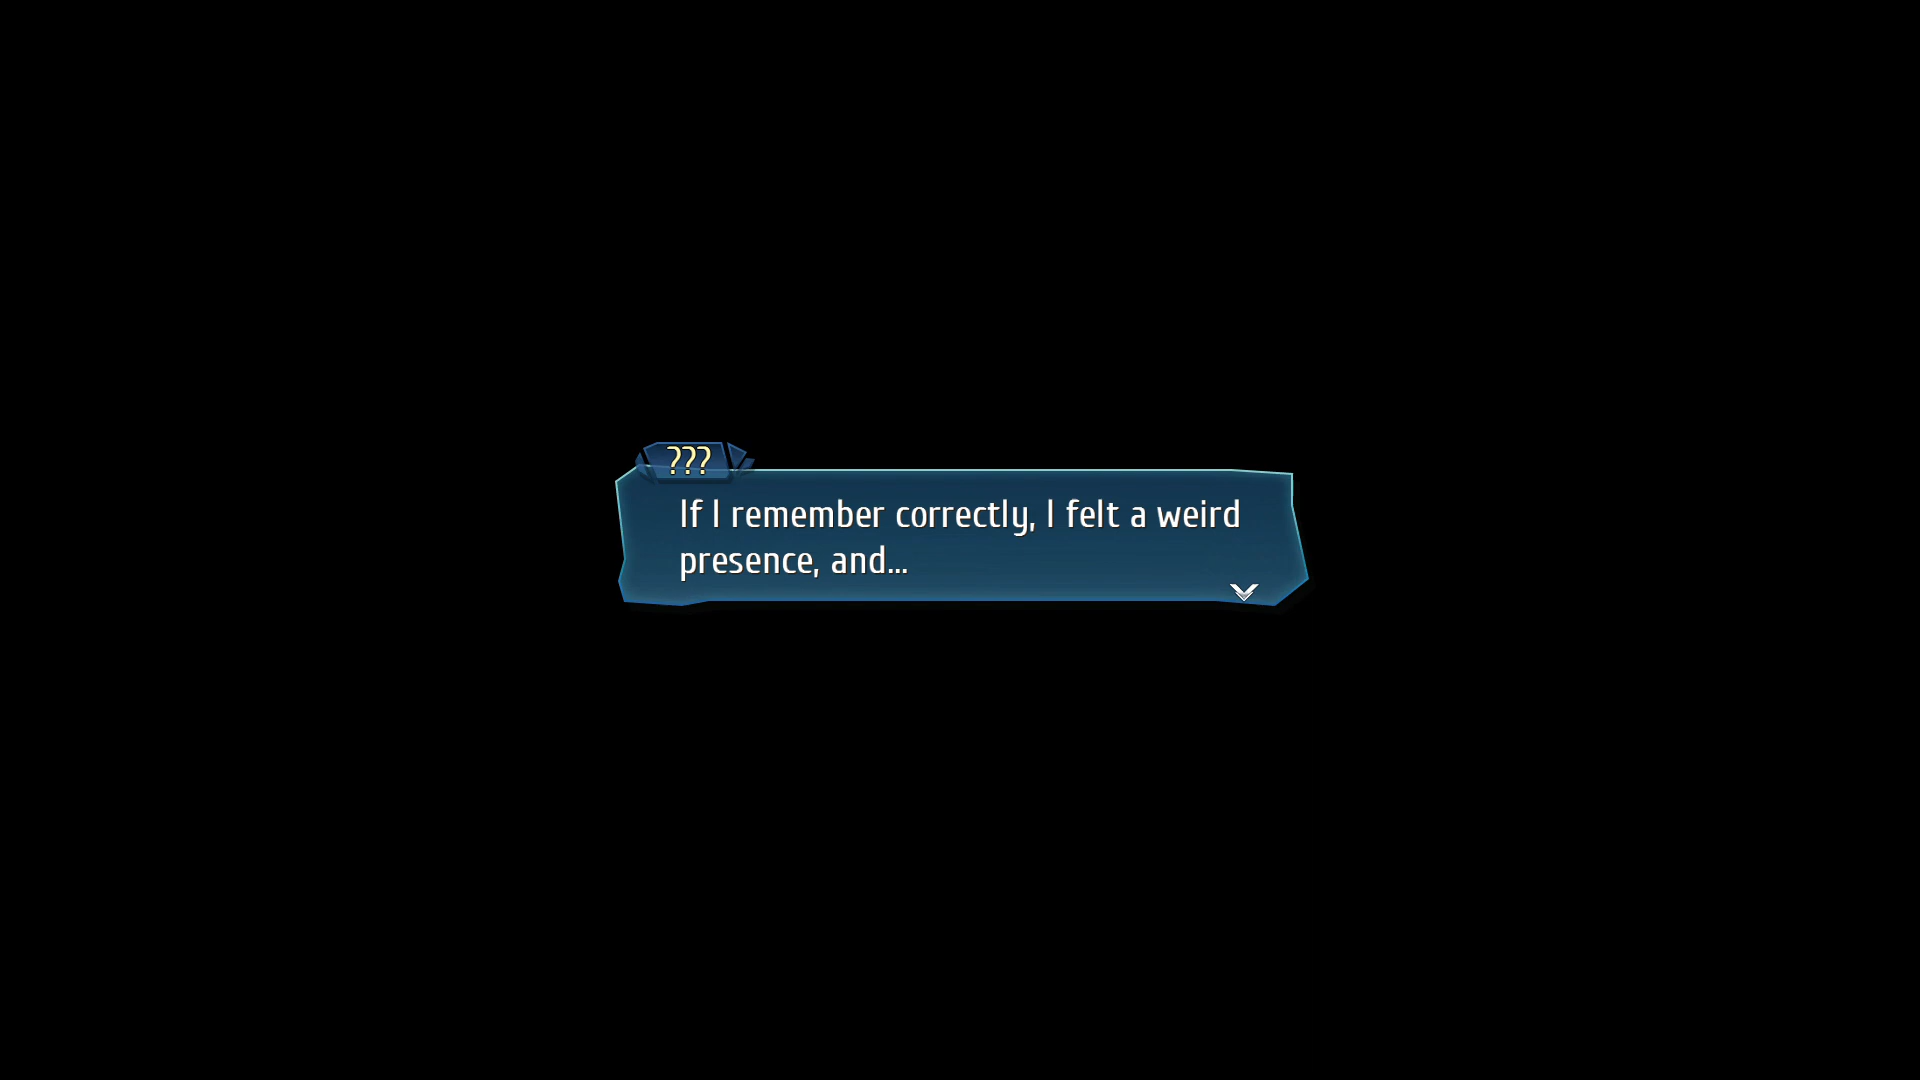 ???
If I remember correctly, I felt a weird
presence, and...